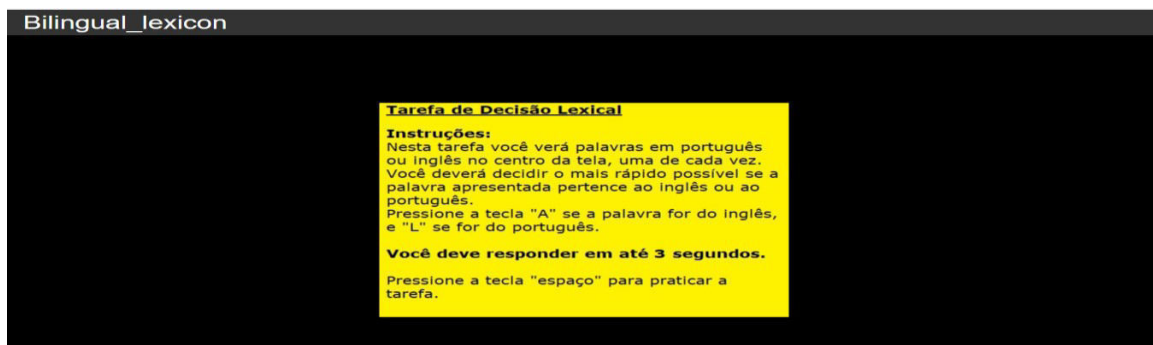 Bilingual_lexicon
Tarefa de Decisão Lexical
Instruções:
Nesta tarefa você verá palavras em português
ou inglês no centro da tela, uma de cada vez.
Você deverá decidir o mais rápido possível se a
palavra apresentada pertence ao inglês ou ao
português.
Pressione a tecla "A" se a palavra for do inglês,
e "L" se for do português.
Você deve responder em até 3 segundos.
Pressione a tecla "espaço" para praticar a
tarefa.